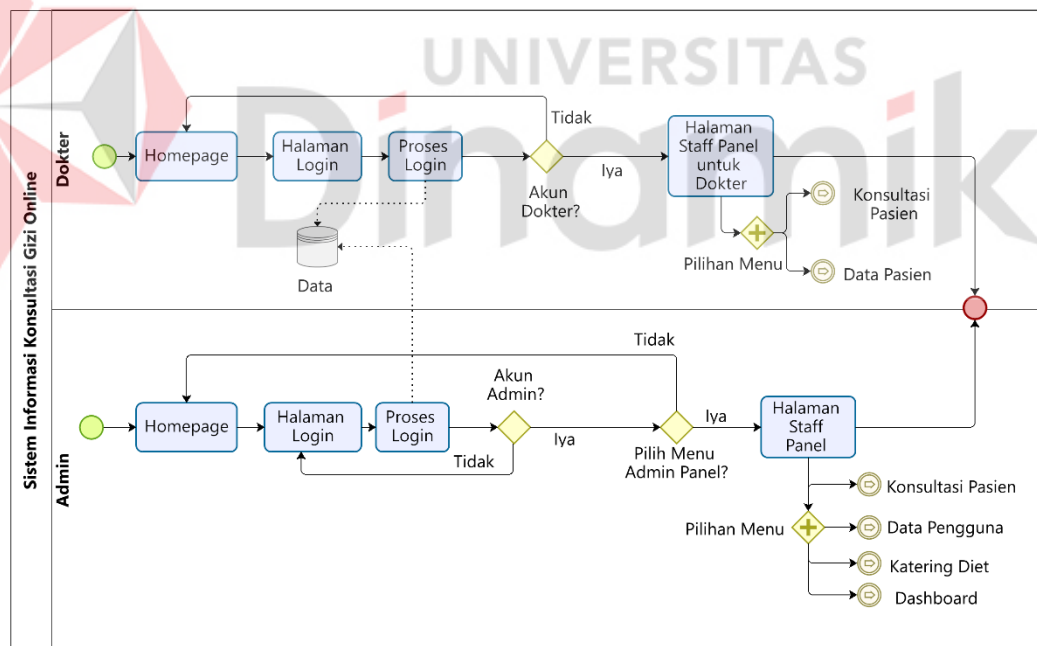 UNIVERSITAS
Dinamik
Sistem Informasi Konsultasi Gizi Online
Dokter
Homepage
Halaman
Login
Proses
Login
Tidak
Akun
Dokter?
Iya
Halaman
Staff Panel
untuk
Dokter
Pilihan Menu
Konsultasi
Pasien
Data Pasien
Data
Admin
Homepage
Halaman
Login
Proses
Login
Akun
Admin?
Tidak
Iya
Tidak
Pilih Menu
Admin Panel?
Iya
Halaman
Staff
Panel
Pilihan Menu
Konsultasi Pasien
Data Pengguna
Katering Diet
Dashboard